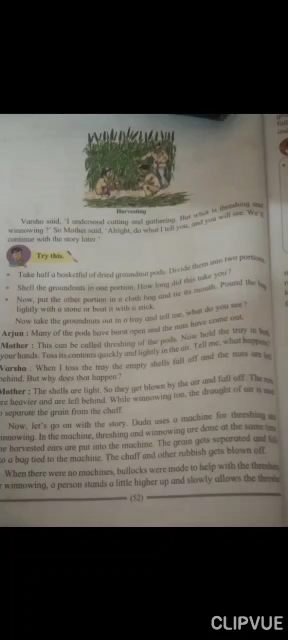 Harvesting
Varsha said, 'I understood cutting and gathering. But what is threshing and
winnowing ?' So Mother said, 'Alright, do what I tell you, and you will see. We'll
continue with the story later.'
Try this.
• Take half a basketful of dried groundnut pods. Divide them into two portions.
• Shell the groundnuts in one portion. How long did this take you?
• Now, put the other portion in a cloth bag and tie its mouth. Pound the bag
lightly with a stone or beat it with a stick.
Now take the groundnuts out in a tray and tell me, what do you see?
Arjun : Many of the pods have burst open and the nuts have come out.
Mother : This can be called threshing of the pods. Now hold the tray in both
your hands. Toss its contents quickly and lightly in the air. Tell me, what happens
Varsha : When I toss the tray the empty shells fall off and the nuts are left
behind. But why does that happen?
Mother : The shells are light. So they get blown by the air and fall off. The nuts
are heavier and are left behind. While winnowing too, the draught of air is used
to separate the grain from the chaff.
Now, let's go on with the story. Dada uses a machine for threshing and
winnowing. In the machine, threshing and winnowing are done at the same time
The harvested ears are put into the machine. The grain gets separated and falls
to a bag tied to the machine. The chaff and other rubbish gets blown off.
When there were no machines, bullocks were made to help with the threshing
winnowing, a person stands a little higher up and slowly allows the threshed
(52)
CLIPVUE